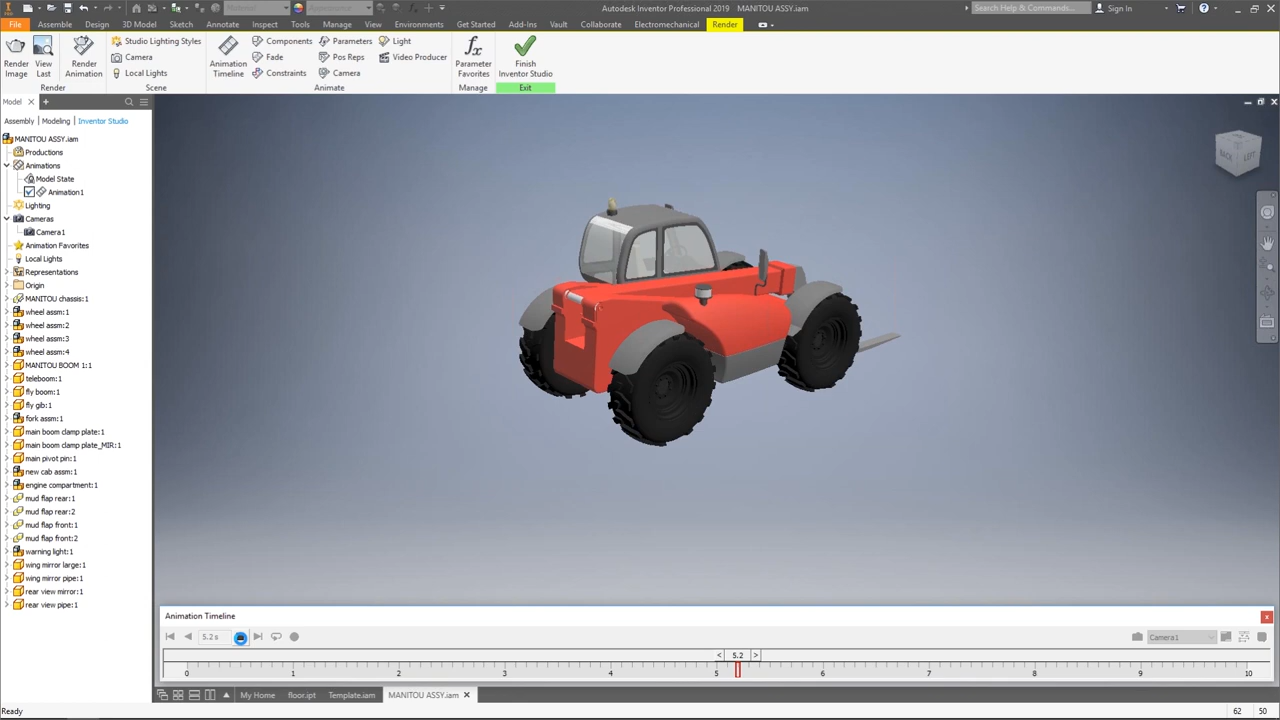 Autodesk Inventor Professional 2019   MANITOU ASSY.iam
Search Help & Commands...
Sign In
File
Assemble
Design
3D Model
Sketch
Annotate
Inspect
Tools
Manage
View
Environments
Get Started
Add-Ins
Vault
Collaborate
Electromechanical
Render
Render Image
View Last
Render Animation
Studio Lighting Styles
Camera
Local Lights
Animation Timeline
Components
Fade
Constraints
Parameters
Pos Reps
Camera
Light
Video Producer
Parameter Favorites
Finish Inventor Studio
Render
Scene
Animate
Manage
Exit
Model
Assembly
Modeling
Inventor Studio
MANITOU ASSY.iam
Productions
Animations
Model State
Animation1
Lighting
Cameras
Camera1
Animation Favorites
Local Lights
Representations
Origin
MANITOU chassis:1
wheel assm:1
wheel assm:2
wheel assm:3
wheel assm:4
MANITOU BOOM 1:1
teleboom:1
fly boom:1
fly gib:1
fork assm:1
main boom clamp plate:1
main boom clamp plate_MIR:1
main pivot pin:1
new cab assm:1
engine compartment:1
mud flap rear:1
mud flap rear:2
mud flap front:1
mud flap front:2
warning light:1
wing mirror large:1
wing mirror pipe:1
rear view mirror:1
rear view pipe:1
BACK
LEFT
Animation Timeline
5.2 s
Camera1
< 5.2 >
0 1 2 3 4 5 6 7 8 9 10
My Home
floor.ipt
Template.iam
MANITOU ASSY.iam
Ready
62 50